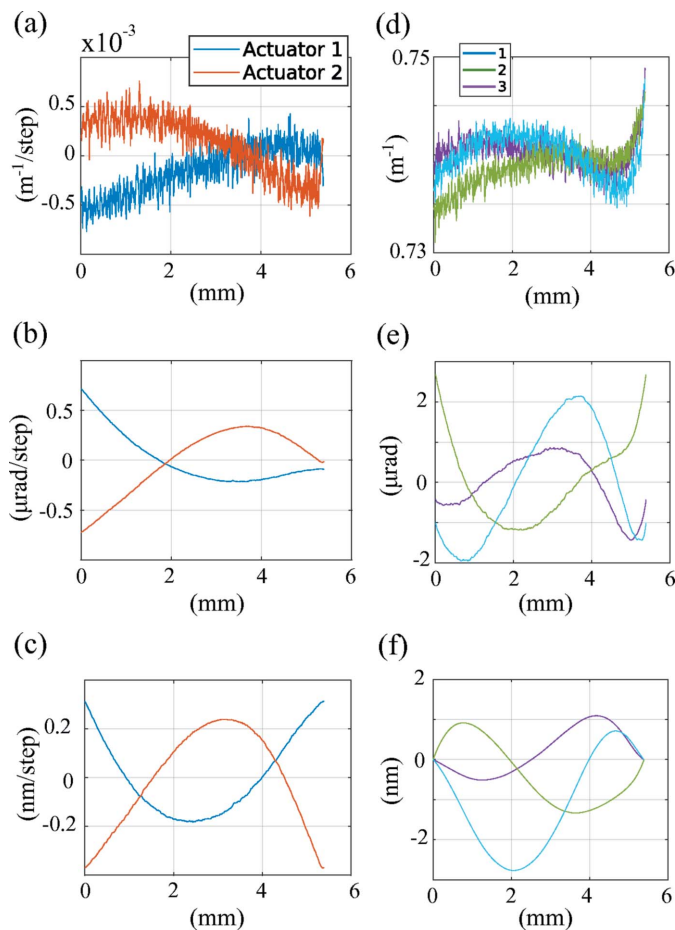 (a)
x10⁻³
Actuator 1
Actuator 2
0.5
0
-0.5
(m⁻¹/step)
0 2 4 6
(mm)
(d)
0.75
1
2
3
(m⁻¹)
0.73
0 2 4 6
(mm)
(b)
0.5
0
-0.5
(μrad/step)
0 2 4 6
(mm)
(e)
2
0
-2
(μrad)
0 2 4 6
(mm)
(c)
0.2
0
-0.2
(nm/step)
0 2 4 6
(mm)
(f)
2
0
-2
(nm)
0 2 4 6
(mm)